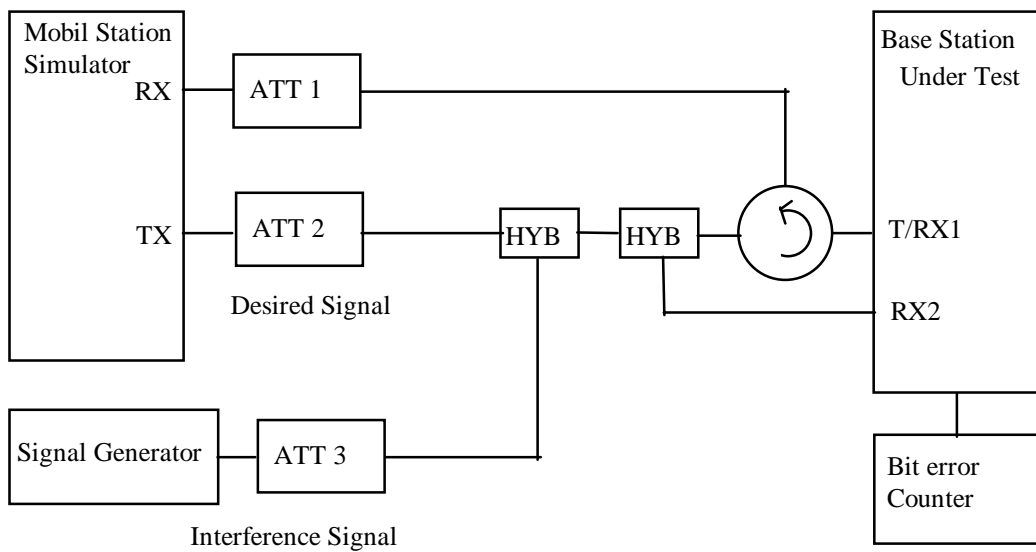 Mobil Station
Simulator
RX
ATT 1
Base Station
Under Test
TX
ATT 2
HYB
HYB
T/RX1
Desired Signal
RX2
Signal Generator
ATT 3
Bit error
Counter
Interference Signal